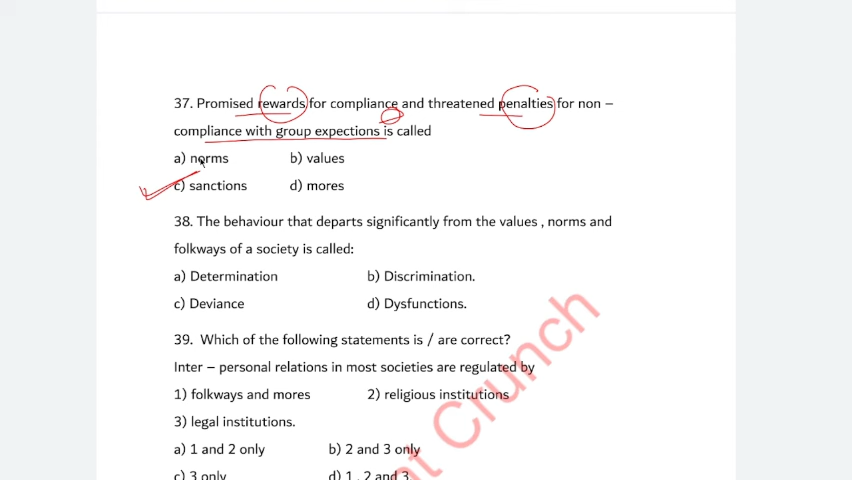 37. Promised rewards for compliance and threatened penalties for non –
compliance with group expections is called
a) norms b) values
c) sanctions d) mores
38. The behaviour that departs significantly from the values , norms and
folkways of a society is called:
a) Determination b) Discrimination.
c) Deviance d) Dysfunctions.
39. Which of the following statements is / are correct?
Inter – personal relations in most societies are regulated by
1) folkways and mores 2) religious institutions
3) legal institutions.
a) 1 and 2 only b) 2 and 3 only
c) 3 only d) 1 , 2 and 3
Crunch